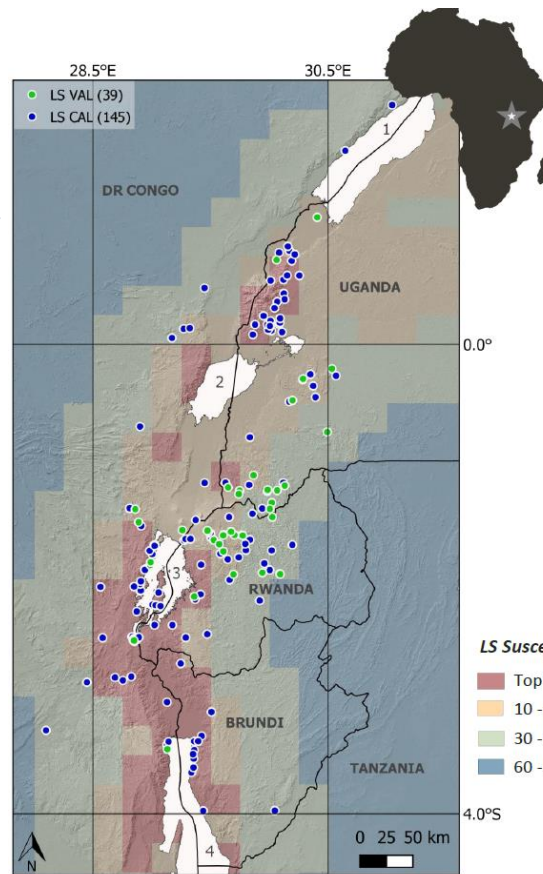 28.5°E
30.5°E
LS VAL (39)
LS CAL (145)
1
DR CONGO
UGANDA
0.0°
2
3
RWANDA
LS Susce
Top
10 -
30 -
60 -
BRUNDI
TANZANIA
4.0°S
4
0 25 50 km
N